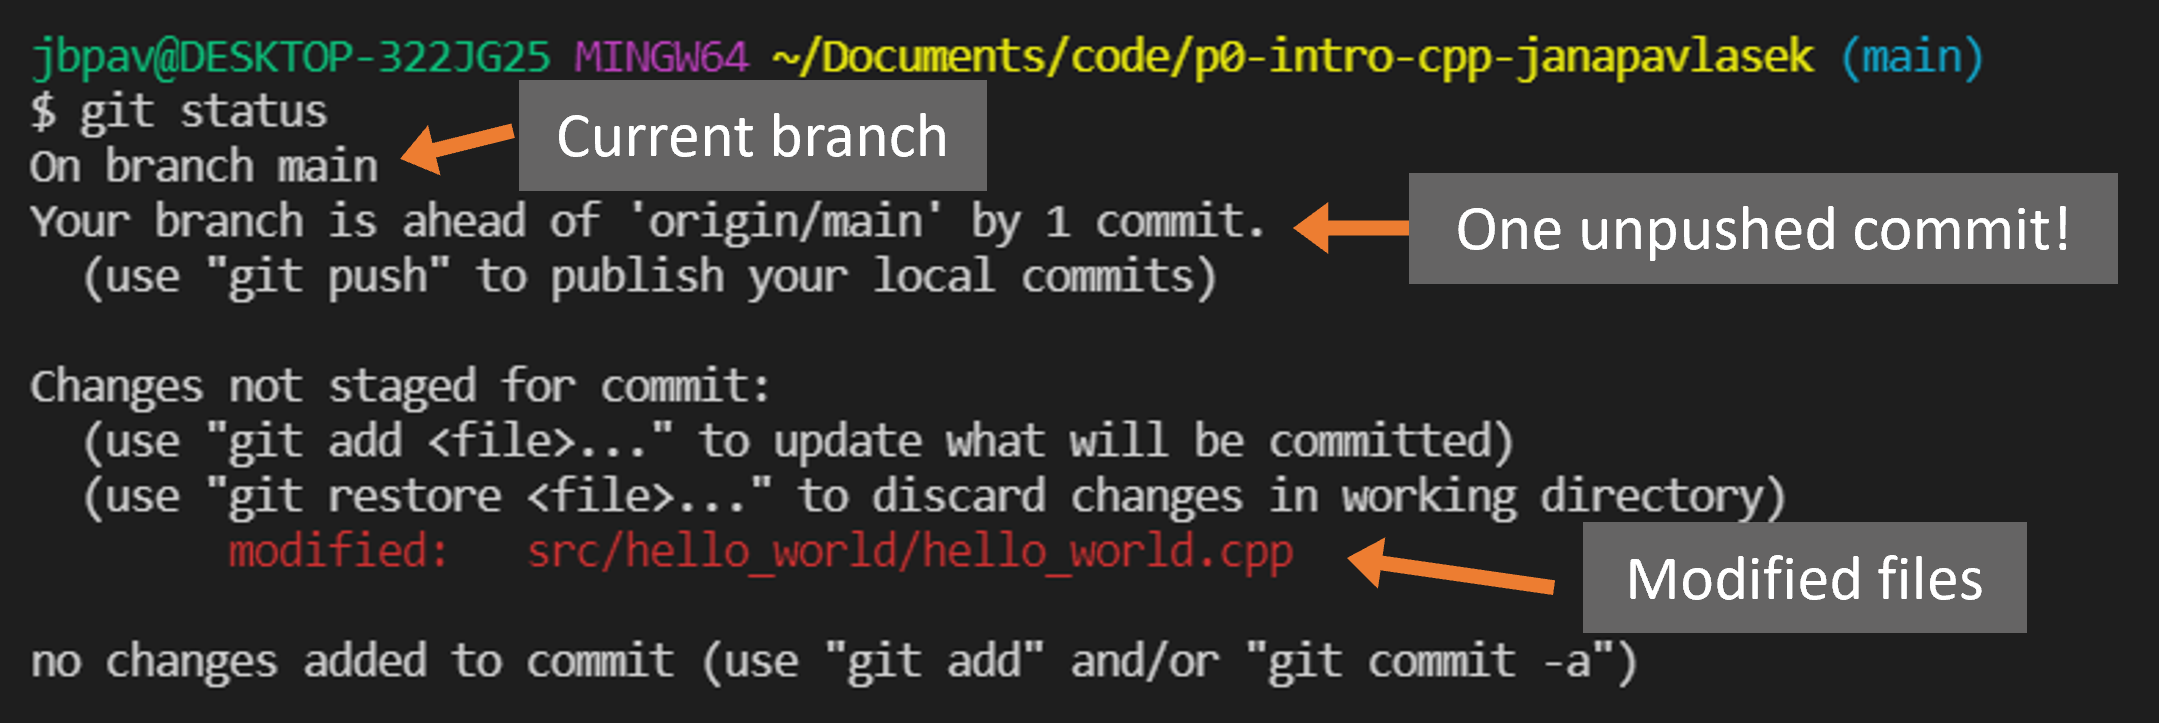 jbpav@DESKTOP-322JG25 MINGW64 ~/Documents/code/p0-intro-cpp-janapavlasek (main)
$ git status
Current branch
On branch main
Your branch is ahead of 'origin/main' by 1 commit.
One unpushed commit!
  (use "git push" to publish your local commits)
Changes not staged for commit:
  (use "git add <file>..." to update what will be committed)
  (use "git restore <file>..." to discard changes in working directory)
        modified:   src/hello_world/hello_world.cpp
Modified files
no changes added to commit (use "git add" and/or "git commit -a")